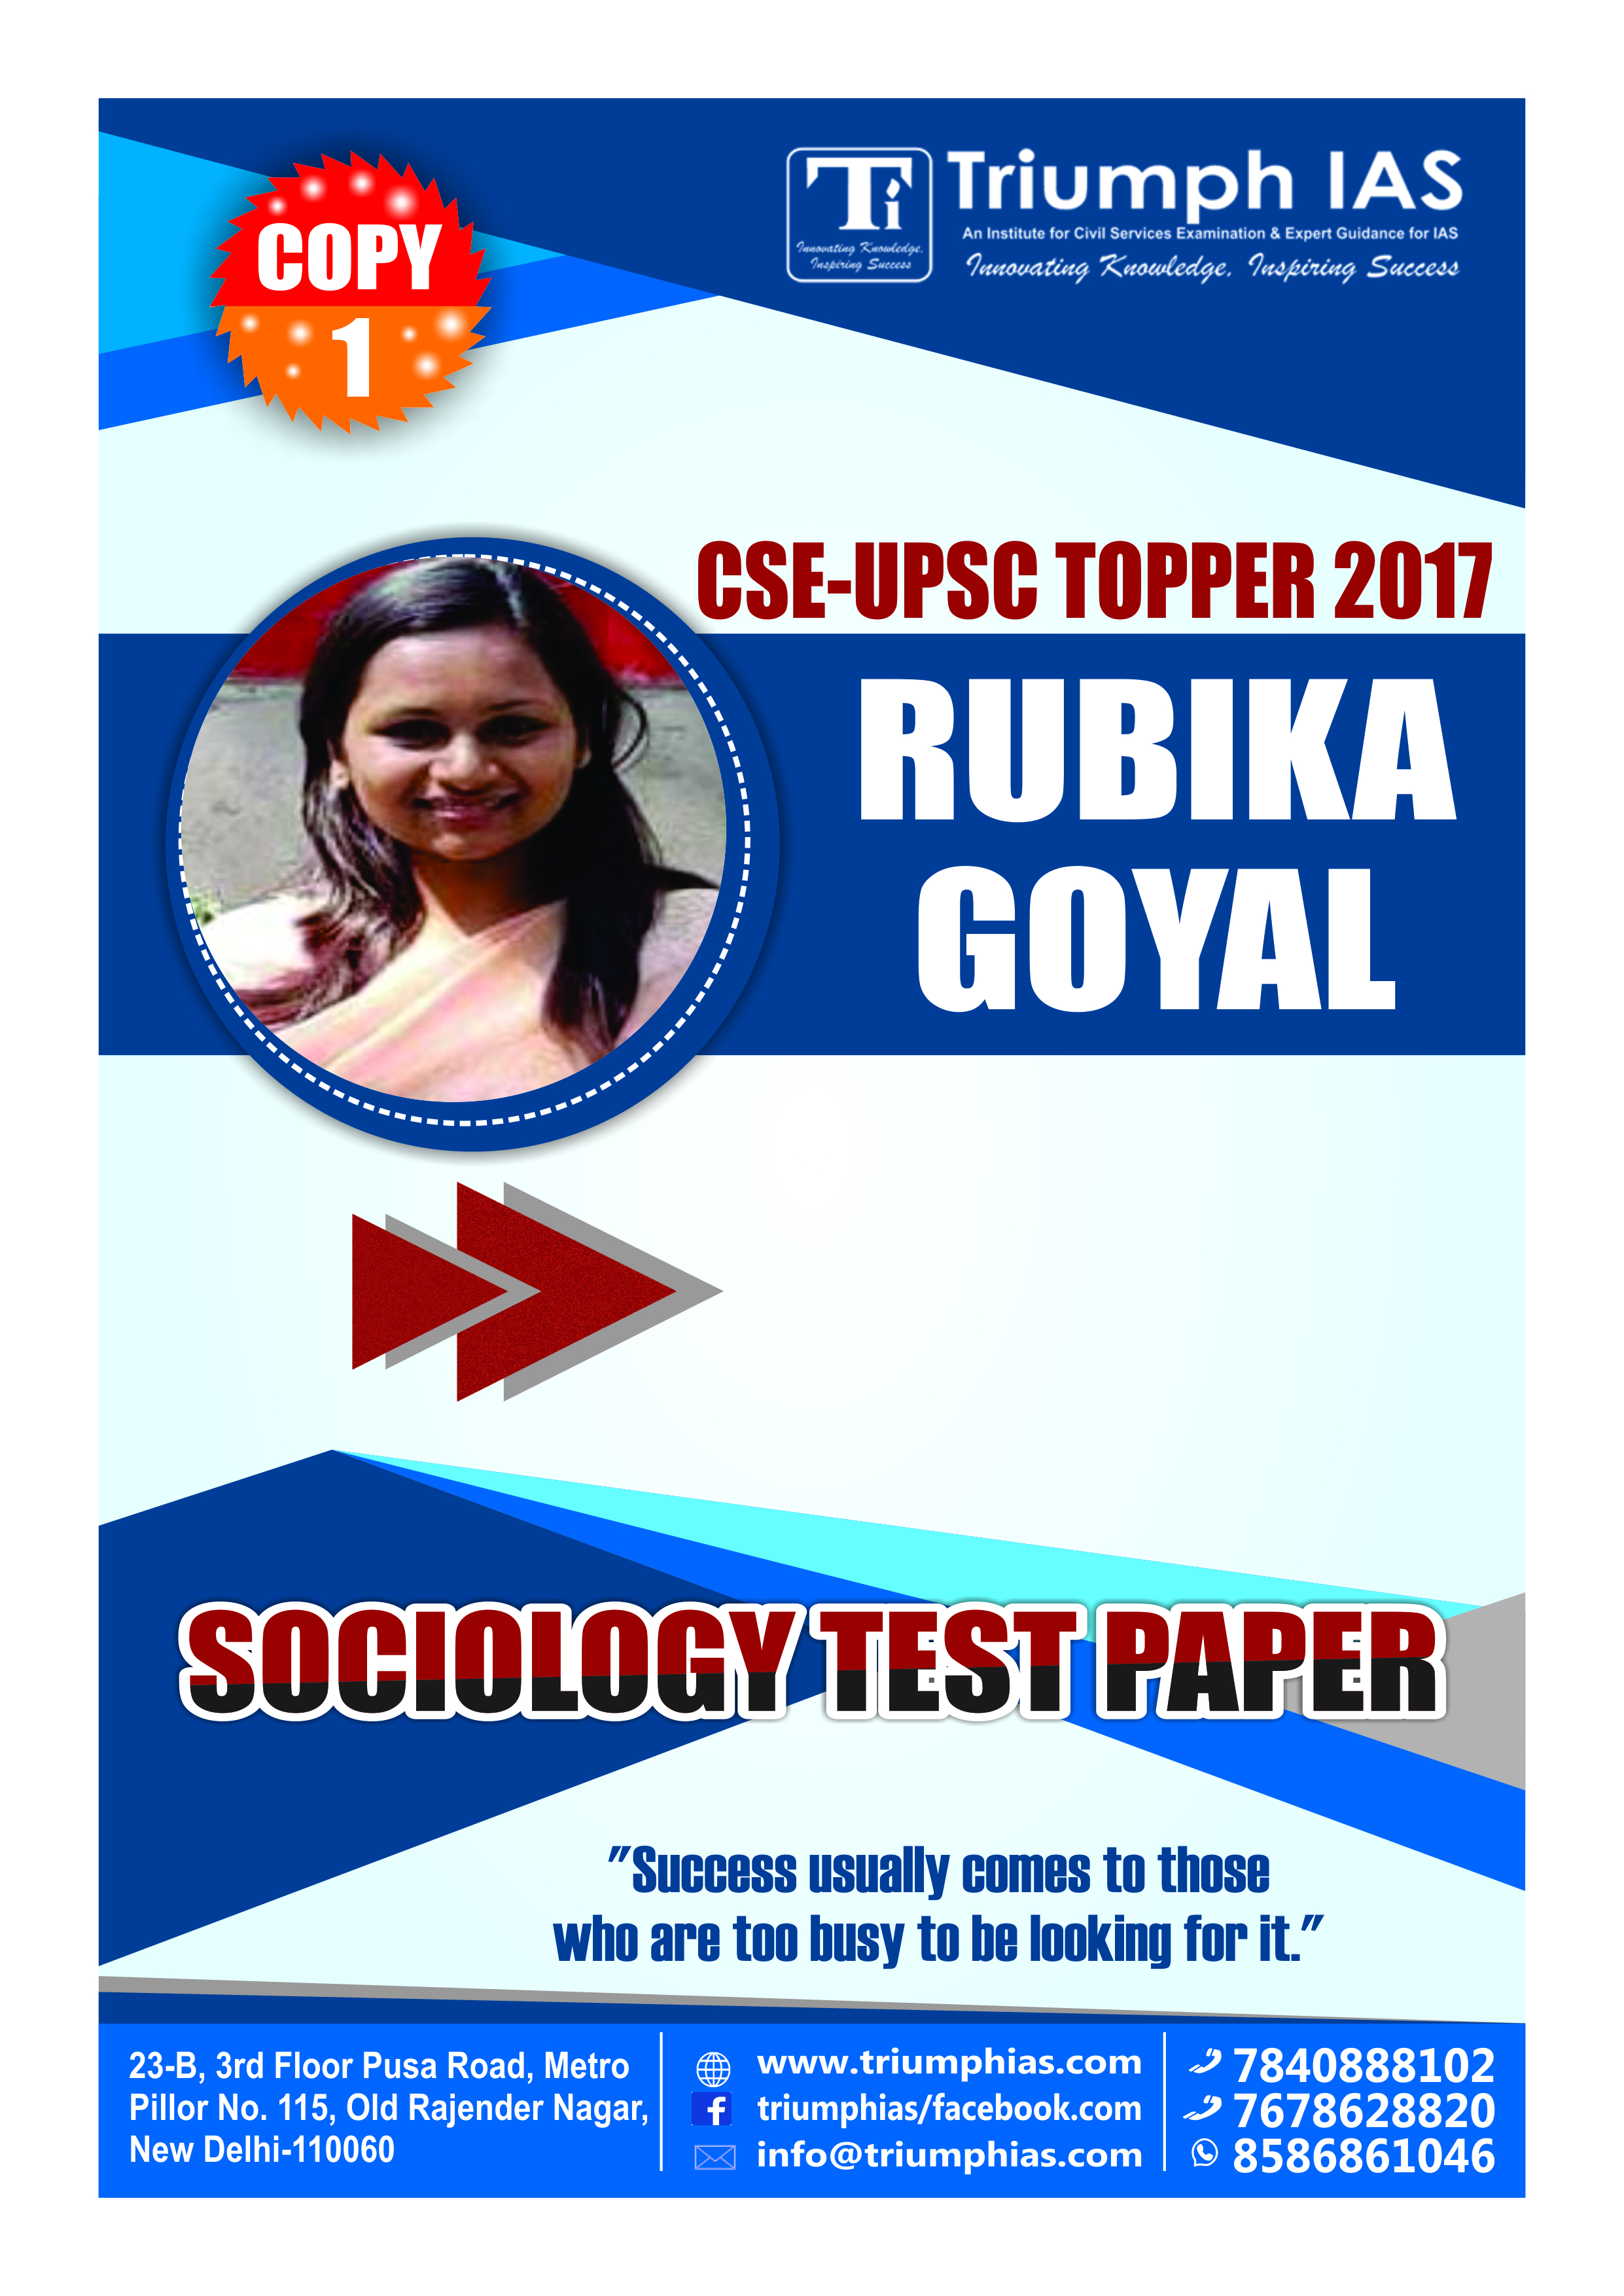 COPY
1
Ti
Innovating Knowledge,
Inspiring Success
Triumph IAS
An Institute for Civil Services Examination & Expert Guidance for IAS
Innovating Knowledge, Inspiring Success
CSE-UPSC TOPPER 2017
RUBIKA
GOYAL
SOCIOLOGY TEST PAPER
"Success usually comes to those
who are too busy to be looking for it."
23-B, 3rd Floor Pusa Road, Metro
Pillor No. 115, Old Rajender Nagar,
New Delhi-110060
www.triumphias.com
f triumphias/facebook.com
info@triumphias.com
7840888102
7678628820
8586861046